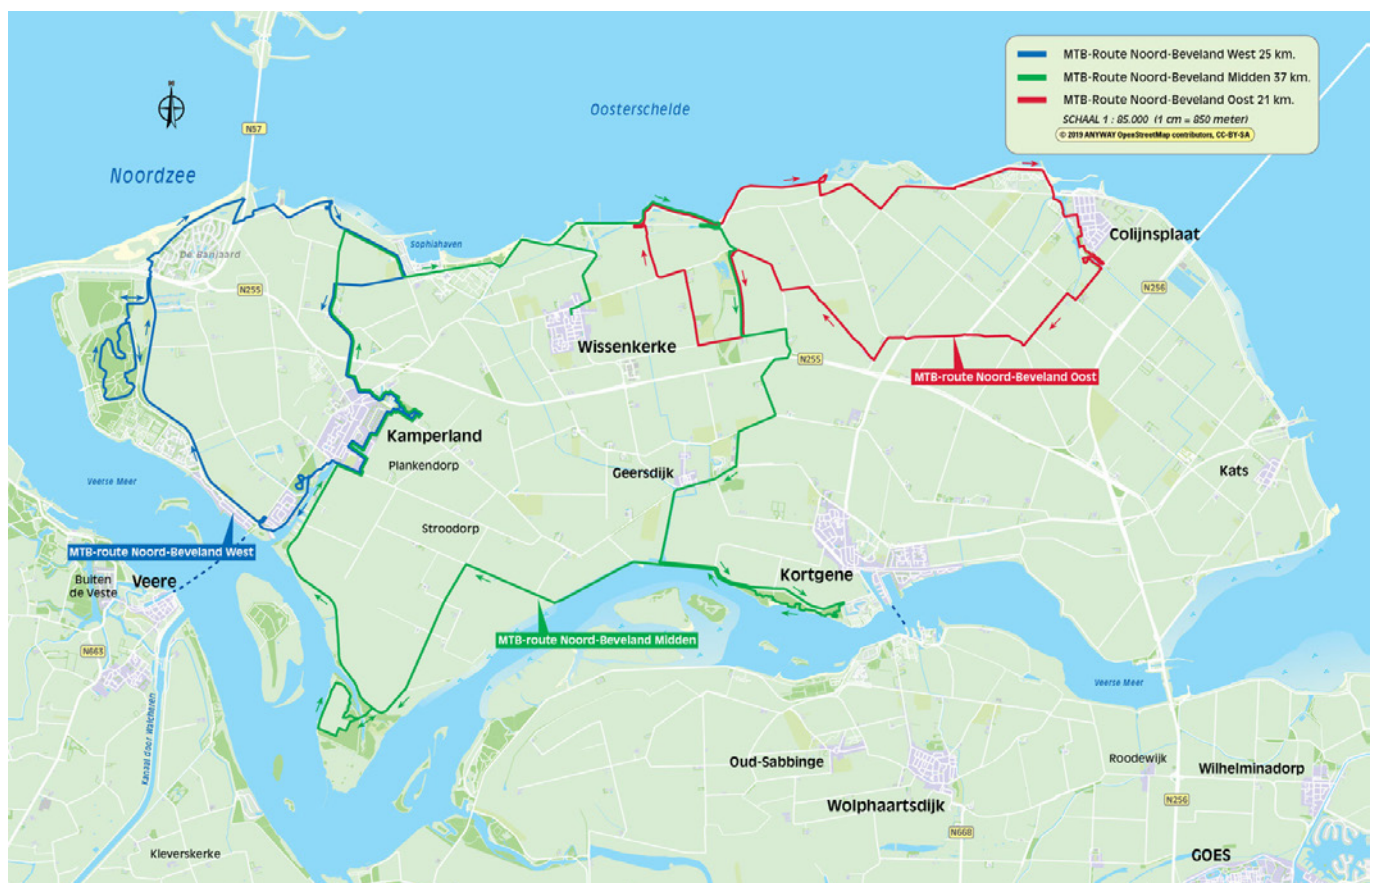 MTB-Route Noord-Beveland West 25 km.
MTB-Route Noord-Beveland Midden 37 km.
MTB-Route Noord-Beveland Oost 21 km.
SCHAAL 1 : 85.000 (1 cm = 850 meter)
© 2019 ANYWAY OpenStreetMap contributors, CC-BY-SA
N
Oosterschelde
N57
Noordzee
Colijnsplaat
Sophiahaven
De Banjaard
N255
N256
Wissenkerke
N255
MTB-route Noord-Beveland Oost
Kamperland
Plankendorp
Geersdijk
Kats
Veerse Meer
Stroodorp
MTB-route Noord-Beveland West
Buiten
de Veste
Veere
Kortgene
MTB-route Noord-Beveland Midden
N663
Veerse Meer
Kanaal door Walcheren
Oud-Sabbinge
Roodewijk
Wilhelminadorp
Wolphaartsdijk
N256
N668
Kleverskerke
GOES